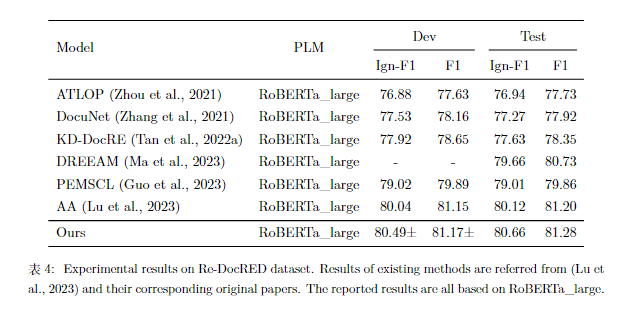 Model PLM Dev Test
Ign-F1 F1 Ign-F1 F1
ATLOP (Zhou et al., 2021) RoBERTa_large 76.88 77.63 76.94 77.73
DocuNet (Zhang et al., 2021) RoBERTa_large 77.53 78.16 77.27 77.92
KD-DocRE (Tan et al., 2022a) RoBERTa_large 77.92 78.65 77.63 78.35
DREEAM (Ma et al., 2023) RoBERTa_large - - 79.66 80.73
PEMSCL (Guo et al., 2023) RoBERTa_large 79.02 79.89 79.01 79.86
AA (Lu et al., 2023) RoBERTa_large 80.04 81.15 80.12 81.20
Ours RoBERTa_large 80.49± 81.17± 80.66 81.28
表 4: Experimental results on Re-DocRED dataset. Results of existing methods are referred from (Lu et
al., 2023) and their corresponding original papers. The reported results are all based on RoBERTa_large.